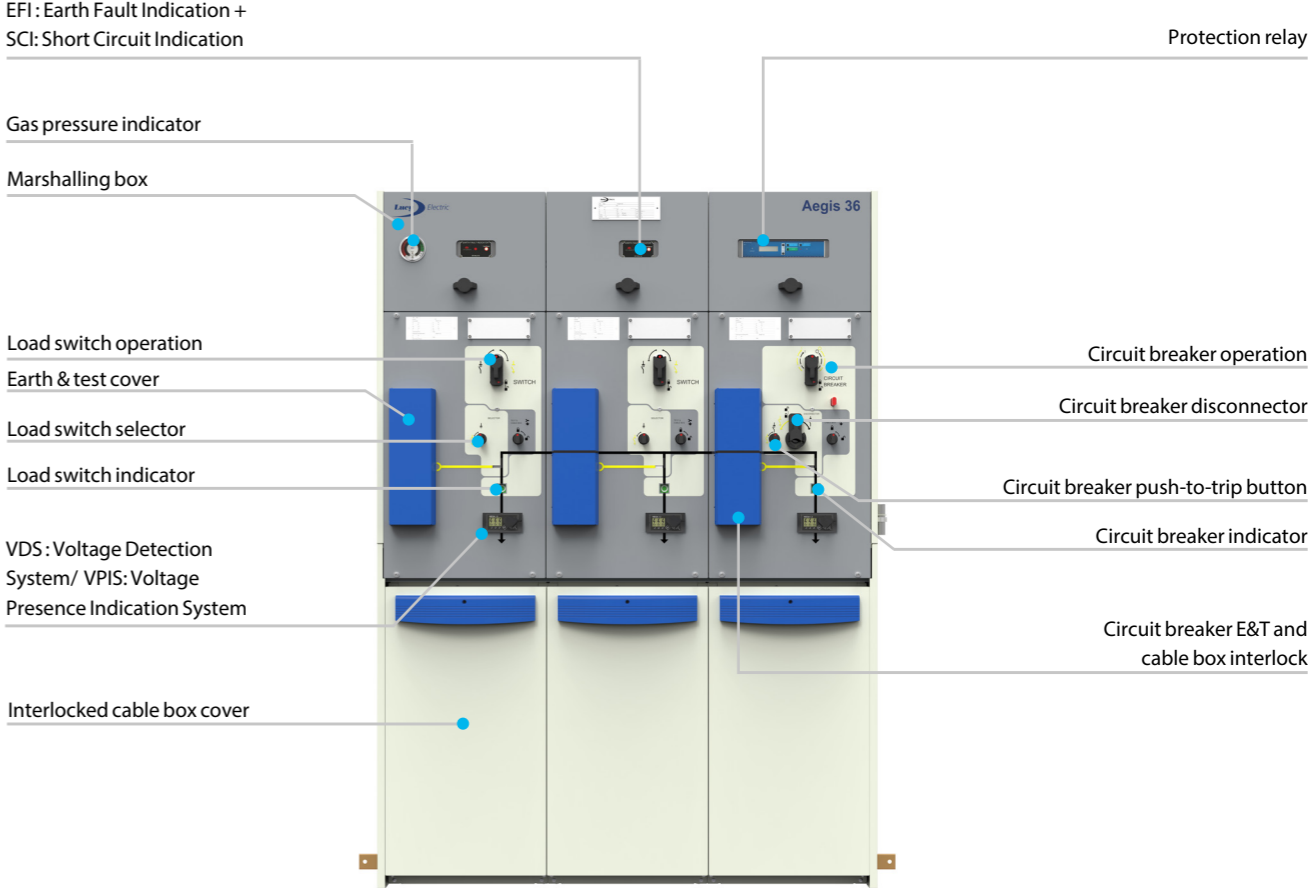 EFI : Earth Fault Indication +
SCI: Short Circuit Indication
Protection relay
Gas pressure indicator
Marshalling box
Lucy Electric
Aegis 36
Load switch operation
Earth & test cover
Load switch selector
Load switch indicator
SWITCH
SWITCH
CIRCUIT
BREAKER
Circuit breaker operation
Circuit breaker disconnector
Circuit breaker push-to-trip button
Circuit breaker indicator
VDS : Voltage Detection
System/ VPIS: Voltage
Presence Indication System
Circuit breaker E&T and
cable box interlock
Interlocked cable box cover